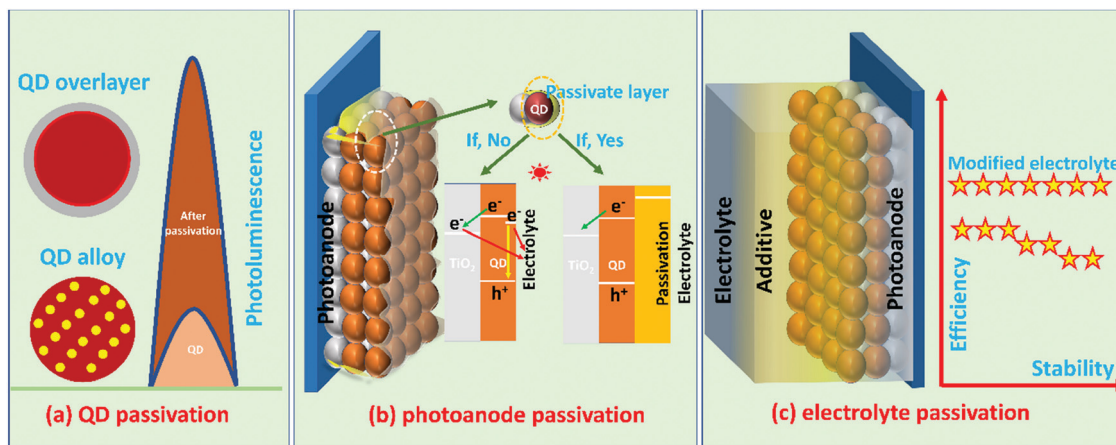 QD overlayer
After
passivation
QD alloy
QD
Photoluminescence
(a) QD passivation
Photoanode
QD
Passivate layer
If, No
If, Yes
e-
e-
e-
TiO2
QD
h+
Electrolyte
e-
TiO2
QD
h+
Passivation
Electrolyte
(b) photoanode passivation
Electrolyte
Additive
Photoanode
Efficiency
Modified electrolyte
Stability
(c) electrolyte passivation